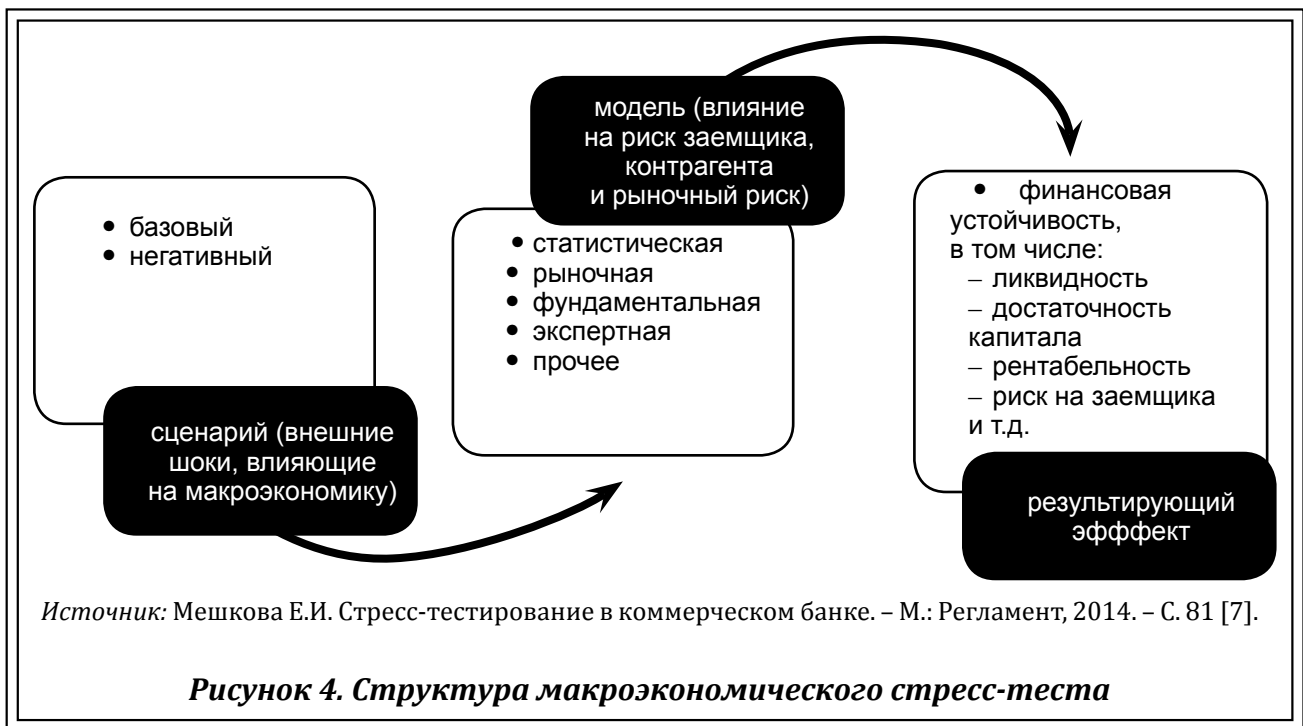 • базовый
• негативный
сценарий (внешние
шоки, влияющие
на макроэкономику)
модель (влияние
на риск заемщика,
контрагента
и рыночный риск)
• статистическая
• рыночная
• фундаментальная
• экспертная
• прочее
• финансовая
устойчивость,
в том числе:
– ликвидность
– достаточность
капитала
– рентабельность
– риск на заемщика
и т.д.
результирующий
эфффект
Источник: Мешкова Е.И. Стресс-тестирование в коммерческом банке. – М.: Регламент, 2014. – С. 81 [7].
Рисунок 4. Структура макроэкономического стресс-теста